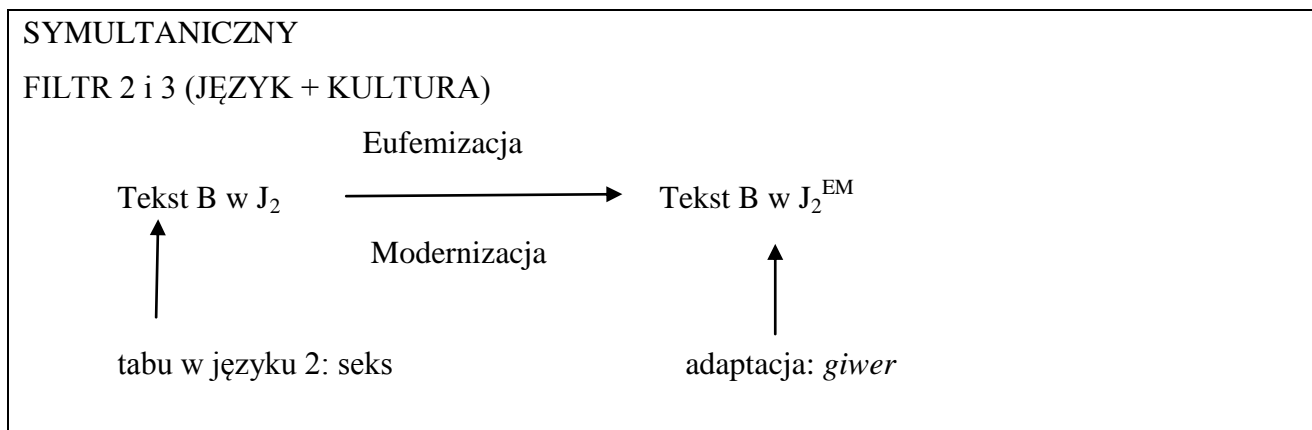 SYMULTANICZNY
FILTR 2 i 3 (JĘZYK + KULTURA)
Eufemizacja
Tekst B w J₂ Tekst B w J₂ᴱᴹ
Modernizacja
tabu w języku 2: seks adaptacja: giwer